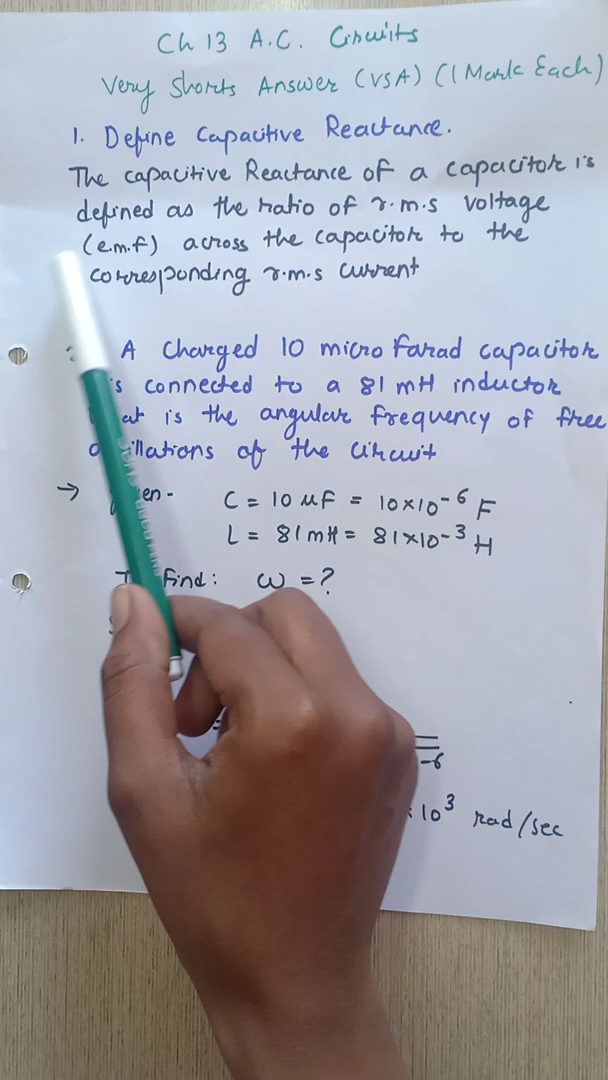 Ch 13 A.C. Circuits
Very Shorts Answer (VSA) (1 Mark Each)
1. Define Capacitive Reactance.
The capacitive Reactance of a capacitor is
defined as the ratio of r.m.s voltage
(e.m.f) across the capacitor to the
corresponding r.m.s current
A Charged 10 micro farad capacitor
is connected to a 81 mH inductor
is the angular frequency of free
of the Circuit
→ C = 10 μF = 10×10⁻⁶ F
L = 81 mH = 81×10⁻³ H
Find: ω = ?
-6
10³ rad/sec